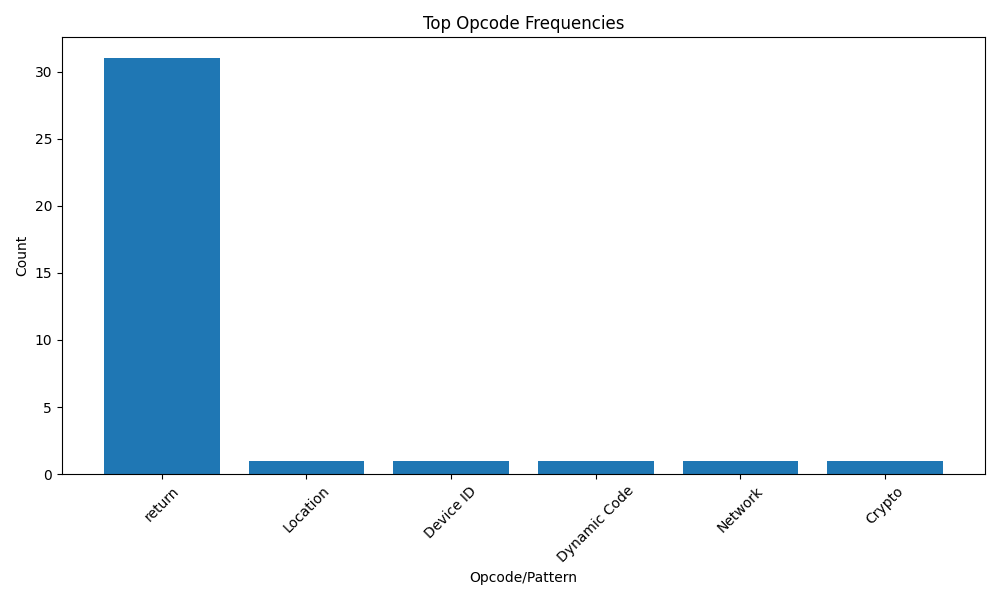 Top Opcode Frequencies
Count
30
25
20
15
10
5
0
return
Location
Device ID
Dynamic Code
Network
Crypto
Opcode/Pattern